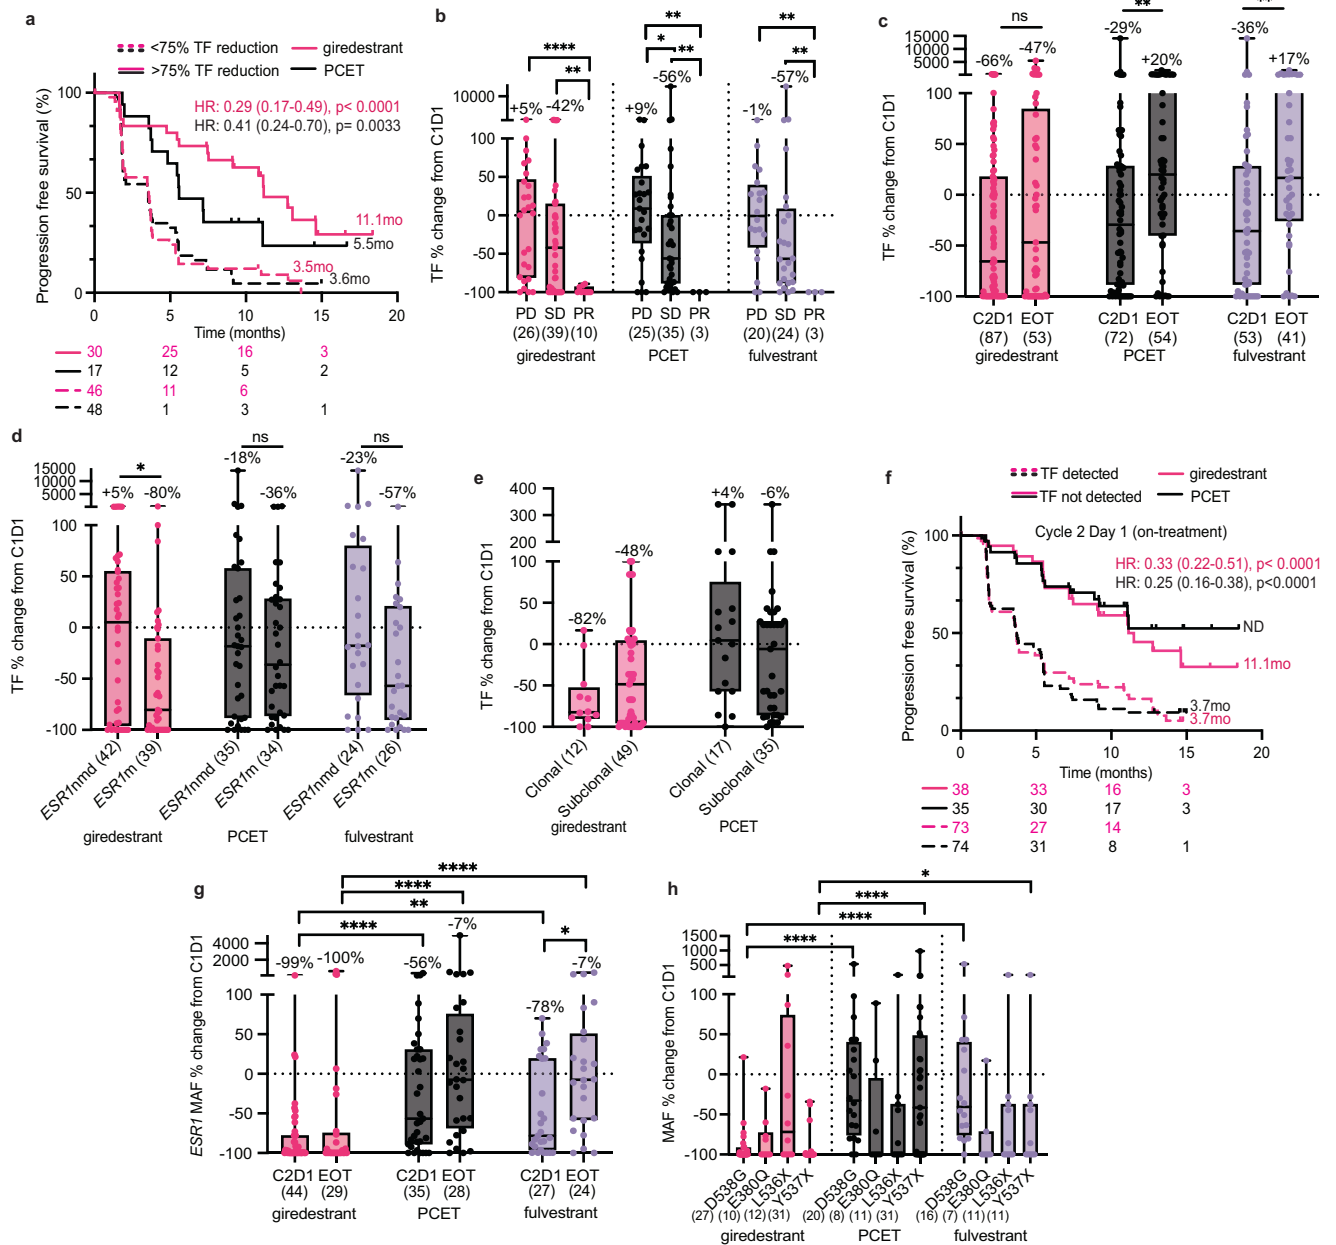 a
<75% TF reduction
giredestrant
>75% TF reduction
PCET
HR: 0.29 (0.17-0.49), p< 0.0001
HR: 0.41 (0.24-0.70), p= 0.0033
Progression free survival (%)
100
50
0
11.1mo
5.5mo
3.5mo
3.6mo
0 5 10 15 20
Time (months)
30 25 16 3
17 12 5 2
46 11 6
48 1 3 1
b
** **
**** * ** **
**
TF % change from C1D1
10000
100
50
0
-50
-100
+5% -42% +9% -56% -1% -57%
PD SD PR PD SD PR PD SD PR
(26) (39) (10) (25) (35) (3) (20) (24) (3)
giredestrant PCET fulvestrant
c
ns ** **
TF % change from C1D1
15000
10000
5000
100
50
0
-50
-100
-66% -47% -29% +20% -36% +17%
C2D1 EOT C2D1 EOT C2D1 EOT
(87) (53) (72) (54) (53) (41)
giredestrant PCET fulvestrant
d
* ns ns
TF % change from C1D1
15000
10000
5000
100
50
0
-50
-100
+5% -80% -18% -36% -23% -57%
ESR1nmd (42) ESR1m (39) ESR1nmd (35) ESR1m (34) ESR1nmd (24) ESR1m (26)
giredestrant PCET fulvestrant
e
TF % change from C1D1
400
300
200
100
50
0
-50
-100
-82% -48% +4% -6%
Clonal (12) Subclonal (49) Clonal (17) Subclonal (35)
giredestrant PCET
f
TF detected
giredestrant
TF not detected
PCET
Cycle 2 Day 1 (on-treatment)
HR: 0.33 (0.22-0.51), p< 0.0001
HR: 0.25 (0.16-0.38), p<0.0001
Progression free survival (%)
100
50
0
ND
11.1mo
3.7mo
3.7mo
0 5 10 15 20
Time (months)
38 33 16 3
35 30 17 3
73 27 14
74 31 8 1
g
****
****
**
****
*
ESR1 MAF % change from C1D1
4000
2000
100
50
0
-50
-100
-99% -100% -56% -7% -78% -7%
C2D1 EOT C2D1 EOT C2D1 EOT
(44) (29) (35) (28) (27) (24)
giredestrant PCET fulvestrant
h
*
****
****
****
MAF % change from C1D1
1500
1000
500
100
50
0
-50
-100
D538G E380Q L536X Y537X D538G E380Q L536X Y537X D538G E380Q L536X Y537X
(27) (10) (12) (31) (20) (8) (11) (31) (16) (7) (11) (11)
giredestrant PCET fulvestrant